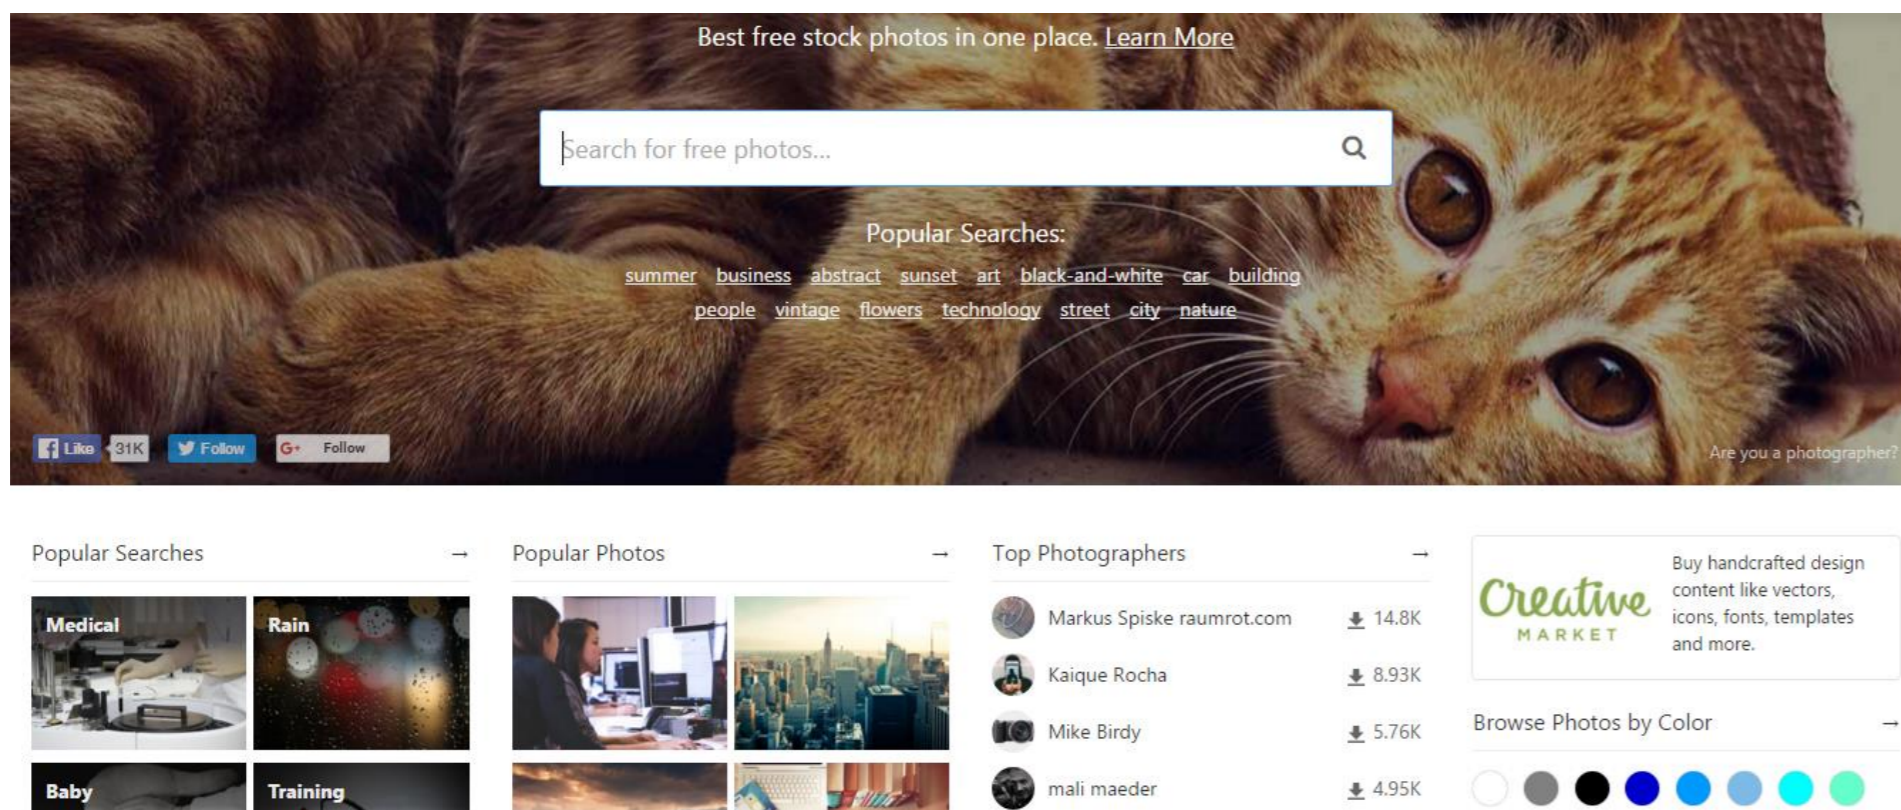 Best free stock photos in one place. Learn More
Search for free photos...
Popular Searches:
summer business abstract sunset art black-and-white car building
people vintage flowers technology street city nature
Like 31K Follow G+ Follow
Are you a photographer?
Popular Searches →
Medical Rain
Baby Training
Popular Photos →
Top Photographers →
Markus Spiske raumrot.com 14.8K
Kaique Rocha 8.93K
Mike Birdy 5.76K
mali maeder 4.95K
Creative
MARKET
Buy handcrafted design
content like vectors,
icons, fonts, templates
and more.
Browse Photos by Color →